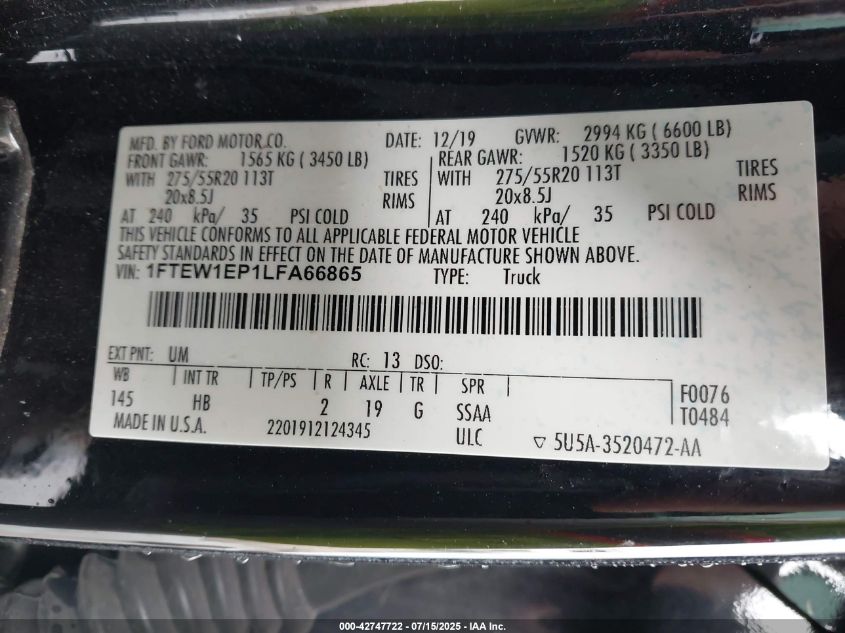 MFD. BY FORD MOTOR CO. DATE: 12/19 GVWR: 2994 KG ( 6600 LB)
FRONT GAWR: 1565 KG ( 3450 LB) REAR GAWR: 1520 KG ( 3350 LB)
WITH 275/55R20 113T TIRES WITH 275/55R20 113T TIRES
20x8.5J RIMS 20x8.5J RIMS
AT 240 kPa/ 35 PSI COLD AT 240 kPa/ 35 PSI COLD
THIS VEHICLE CONFORMS TO ALL APPLICABLE FEDERAL MOTOR VEHICLE
SAFETY STANDARDS IN EFFECT ON THE DATE OF MANUFACTURE SHOWN ABOVE.
VIN: 1FTEW1EP1LFA66865 TYPE: Truck
EXT PNT: UM RC: 13 DSO:
WB INT TR TP/PS R AXLE TR SPR F0076
145 HB 2 19 G SSAA T0484
MADE IN U.S.A. 2201912124345 ULC ▽ 5U5A-3520472-AA
000-42747722 - 07/15/2025 - IAA Inc.